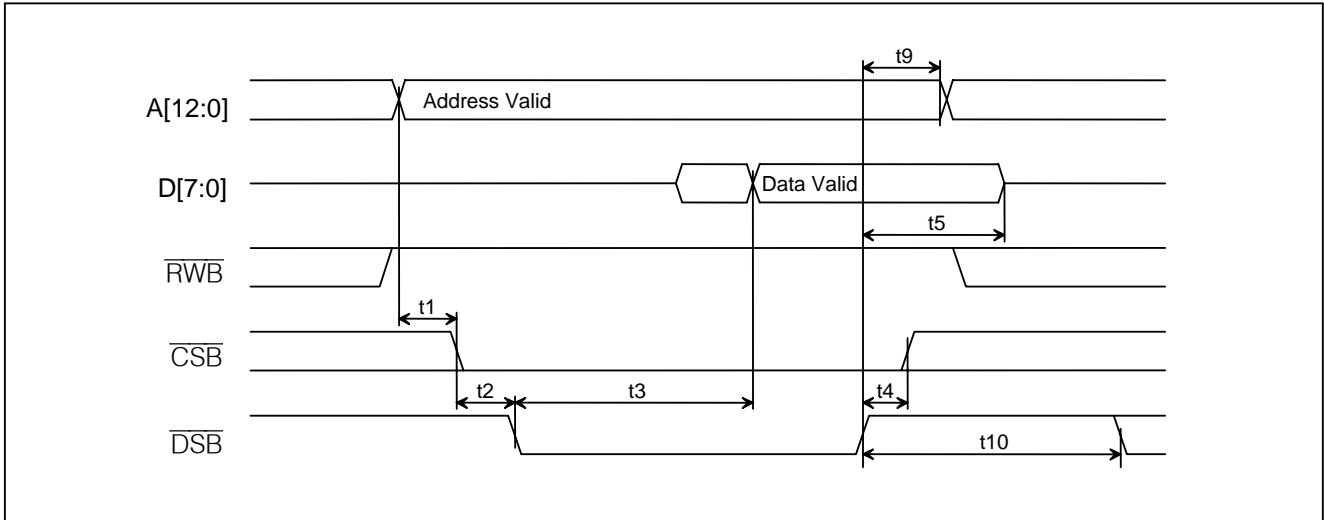 t9
A[12:0]
Address Valid
D[7:0]
Data Valid
t5
RWB
t1
CSB
t2
t3
t4
DSB
t10